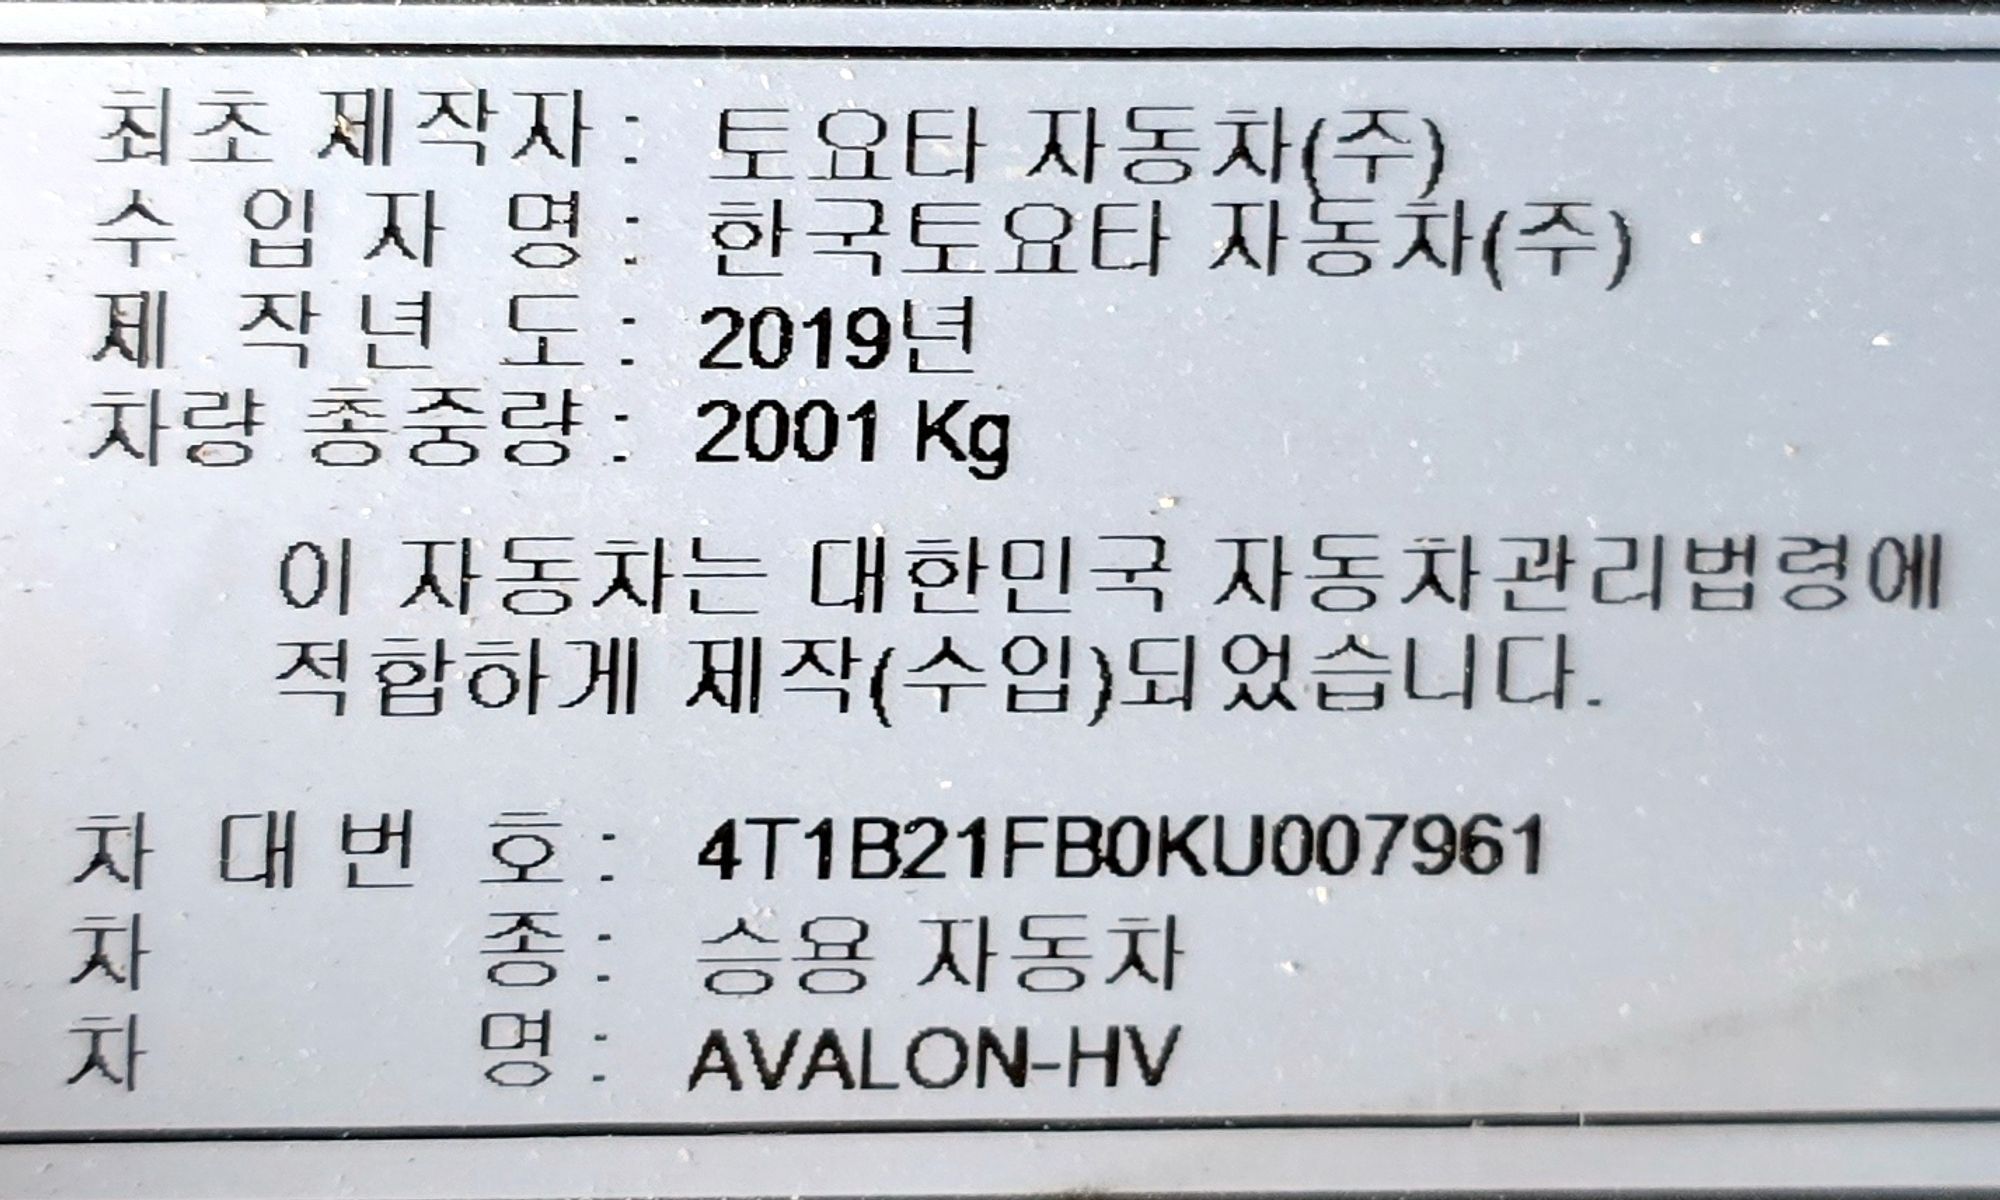 최초 제작자 : 토요타 자동차(주)
수 입 자 명 : 한국토요타 자동차(주)
제 작 년 도 : 2019년
차량 총중량 : 2001 Kg
이 자동차는 대한민국 자동차관리법령에
적합하게 제작(수입)되었습니다.
차 대 번 호 : 4T1B21FB0KU007961
차 종 : 승용 자동차
차 명 : AVALON-HV